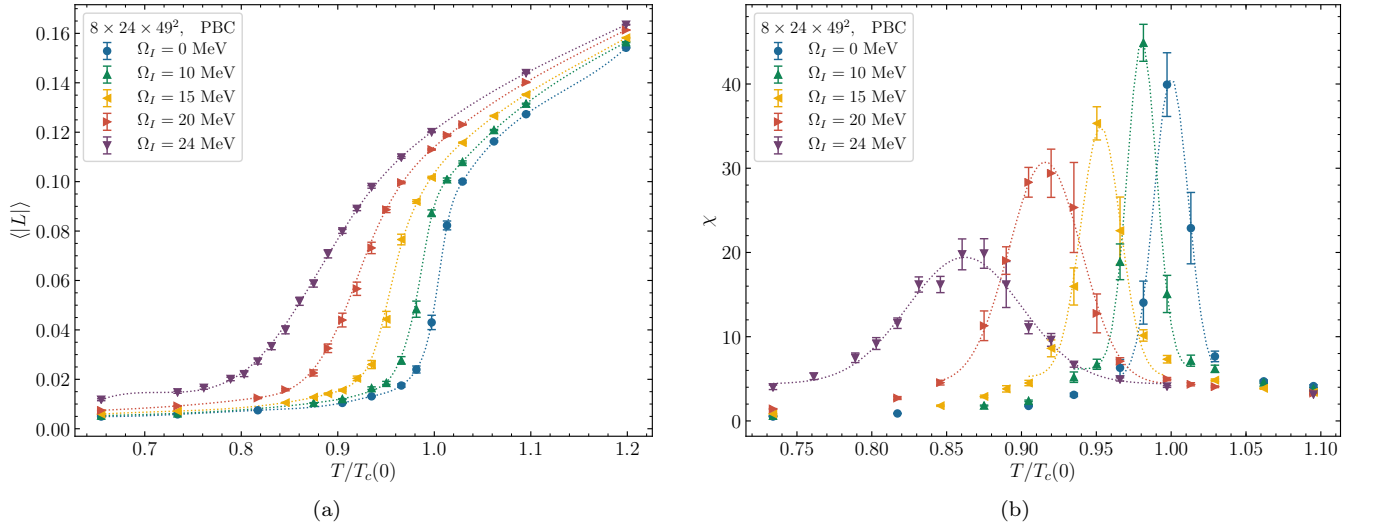 8 × 24 × 49², PBC
Ω_I = 0 MeV
Ω_I = 10 MeV
Ω_I = 15 MeV
Ω_I = 20 MeV
Ω_I = 24 MeV
0.16
0.14
0.12
0.10
0.08
0.06
0.04
0.02
0.00
⟨|L|⟩
0.7 0.8 0.9 1.0 1.1 1.2
T/T_c(0)
(a)
8 × 24 × 49², PBC
Ω_I = 0 MeV
Ω_I = 10 MeV
Ω_I = 15 MeV
Ω_I = 20 MeV
Ω_I = 24 MeV
40
30
20
10
0
χ
0.75 0.80 0.85 0.90 0.95 1.00 1.05 1.10
T/T_c(0)
(b)